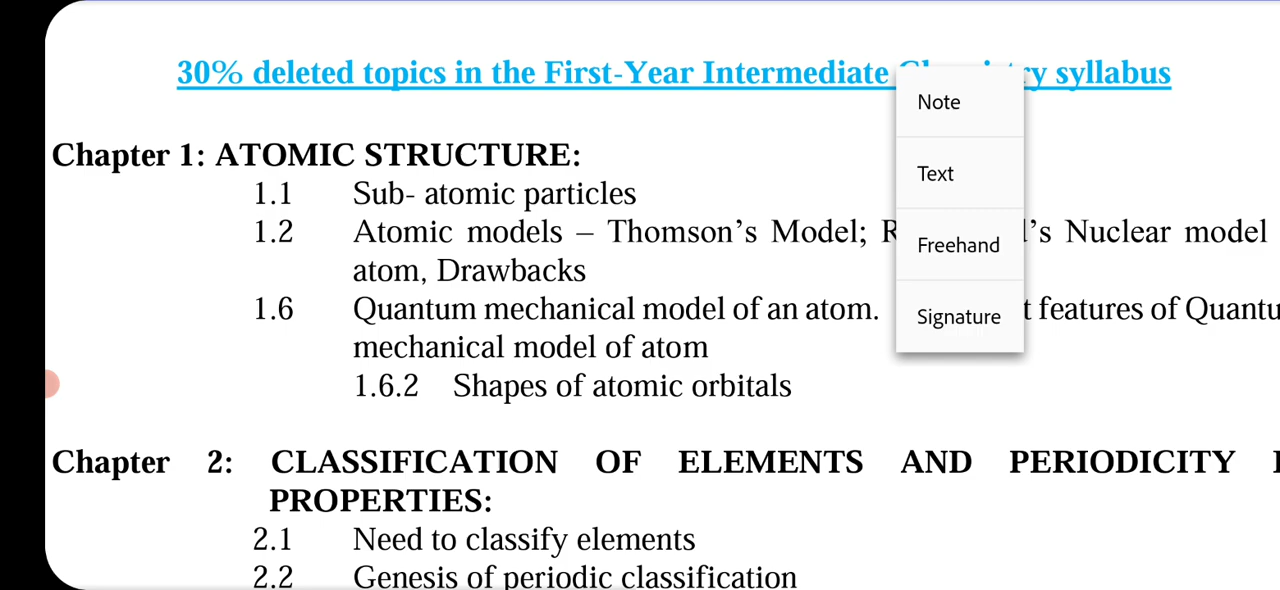 30% deleted topics in the First-Year Intermediate syllabus
Chapter 1: ATOMIC STRUCTURE:
1.1 Sub- atomic particles
1.2 Atomic models – Thomson’s Model; Nuclear model
atom, Drawbacks
1.6 Quantum mechanical model of an atom. features of
mechanical model of atom
1.6.2 Shapes of atomic orbitals
Chapter 2: CLASSIFICATION OF ELEMENTS AND PERIODICITY
PROPERTIES:
2.1 Need to classify elements
2.2 Genesis of periodic classification
Note
Text
Freehand
Signature